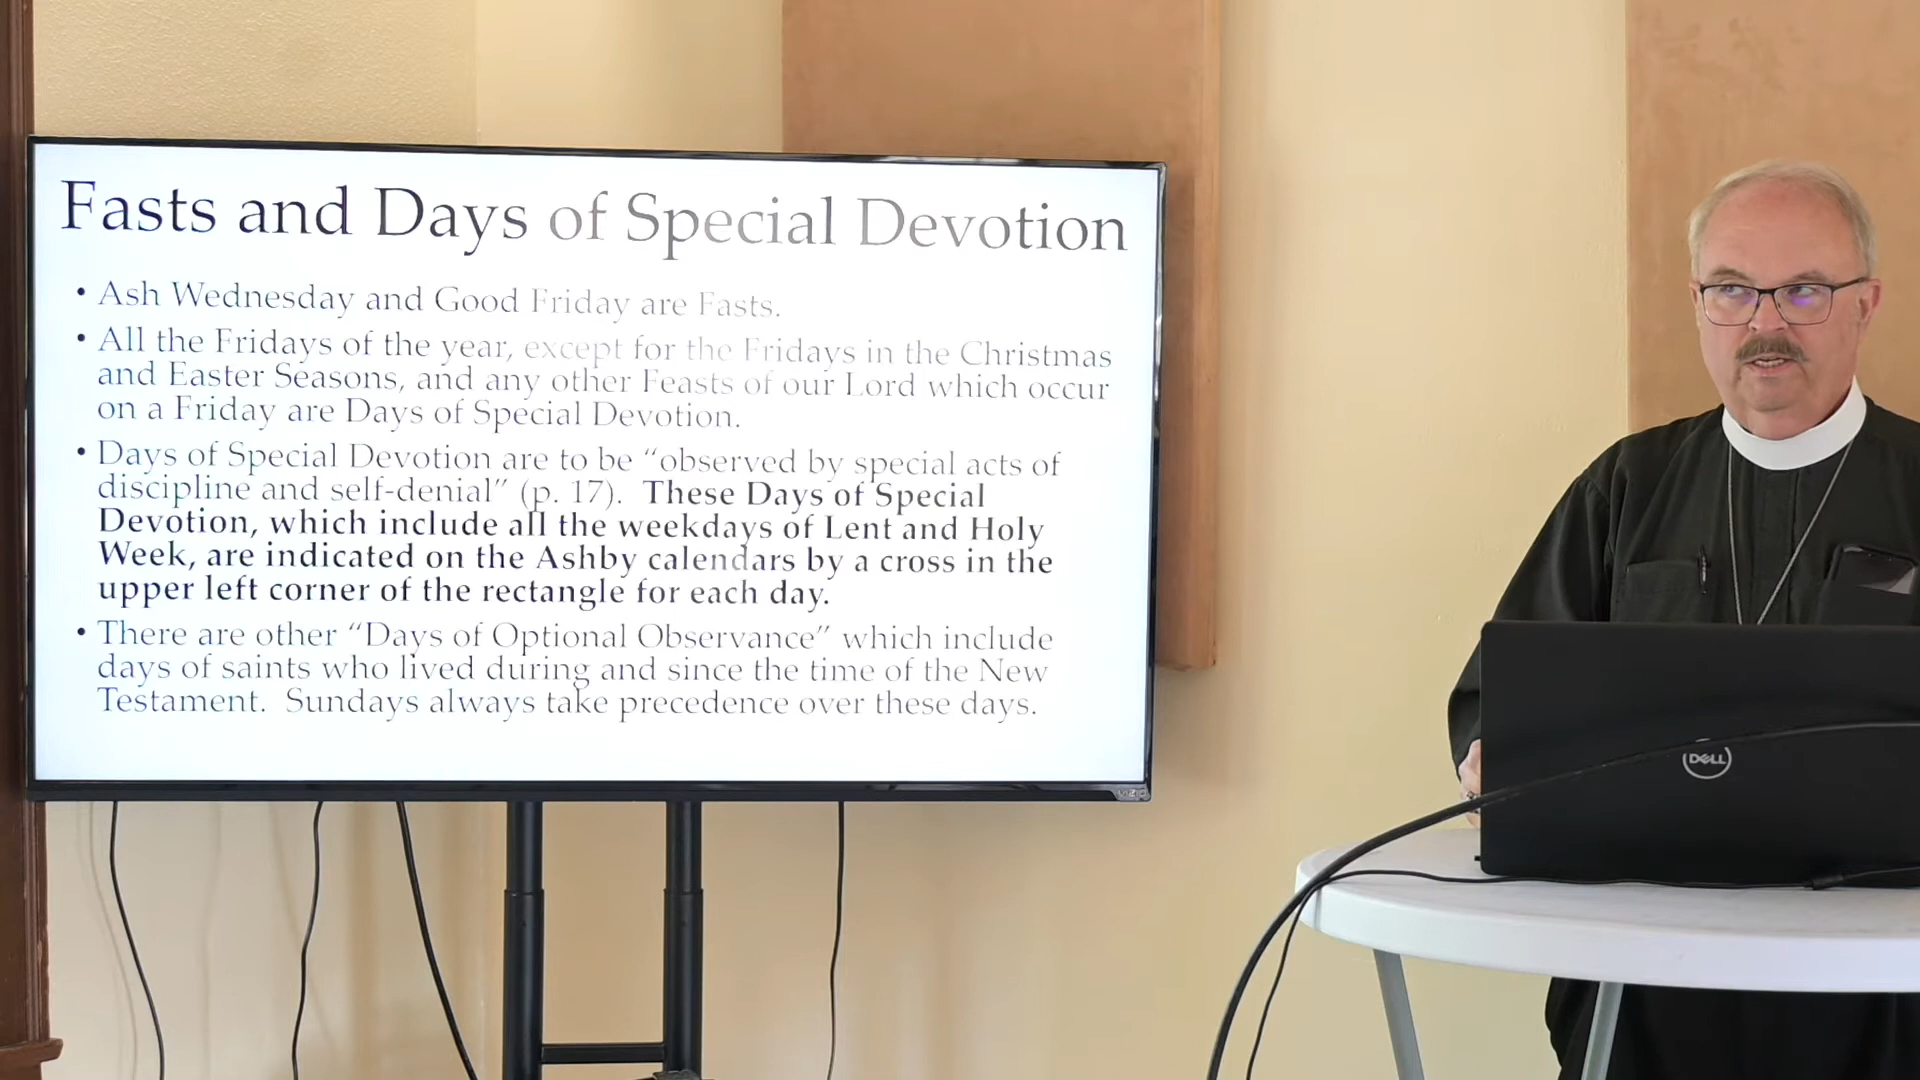 Fasts and Days of Special Devotion
• Ash Wednesday and Good Friday are Fasts.
• All the Fridays of the year, except for the Fridays in the Christmas
and Easter Seasons, and any other Feasts of our Lord which occur
on a Friday are Days of Special Devotion.
• Days of Special Devotion are to be “observed by special acts of
discipline and self-denial” (p. 17). These Days of Special
Devotion, which include all the weekdays of Lent and Holy
Week, are indicated on the Ashby calendars by a cross in the
upper left corner of the rectangle for each day.
• There are other “Days of Optional Observance” which include
days of saints who lived during and since the time of the New
Testament. Sundays always take precedence over these days.
VIZIO
DELL